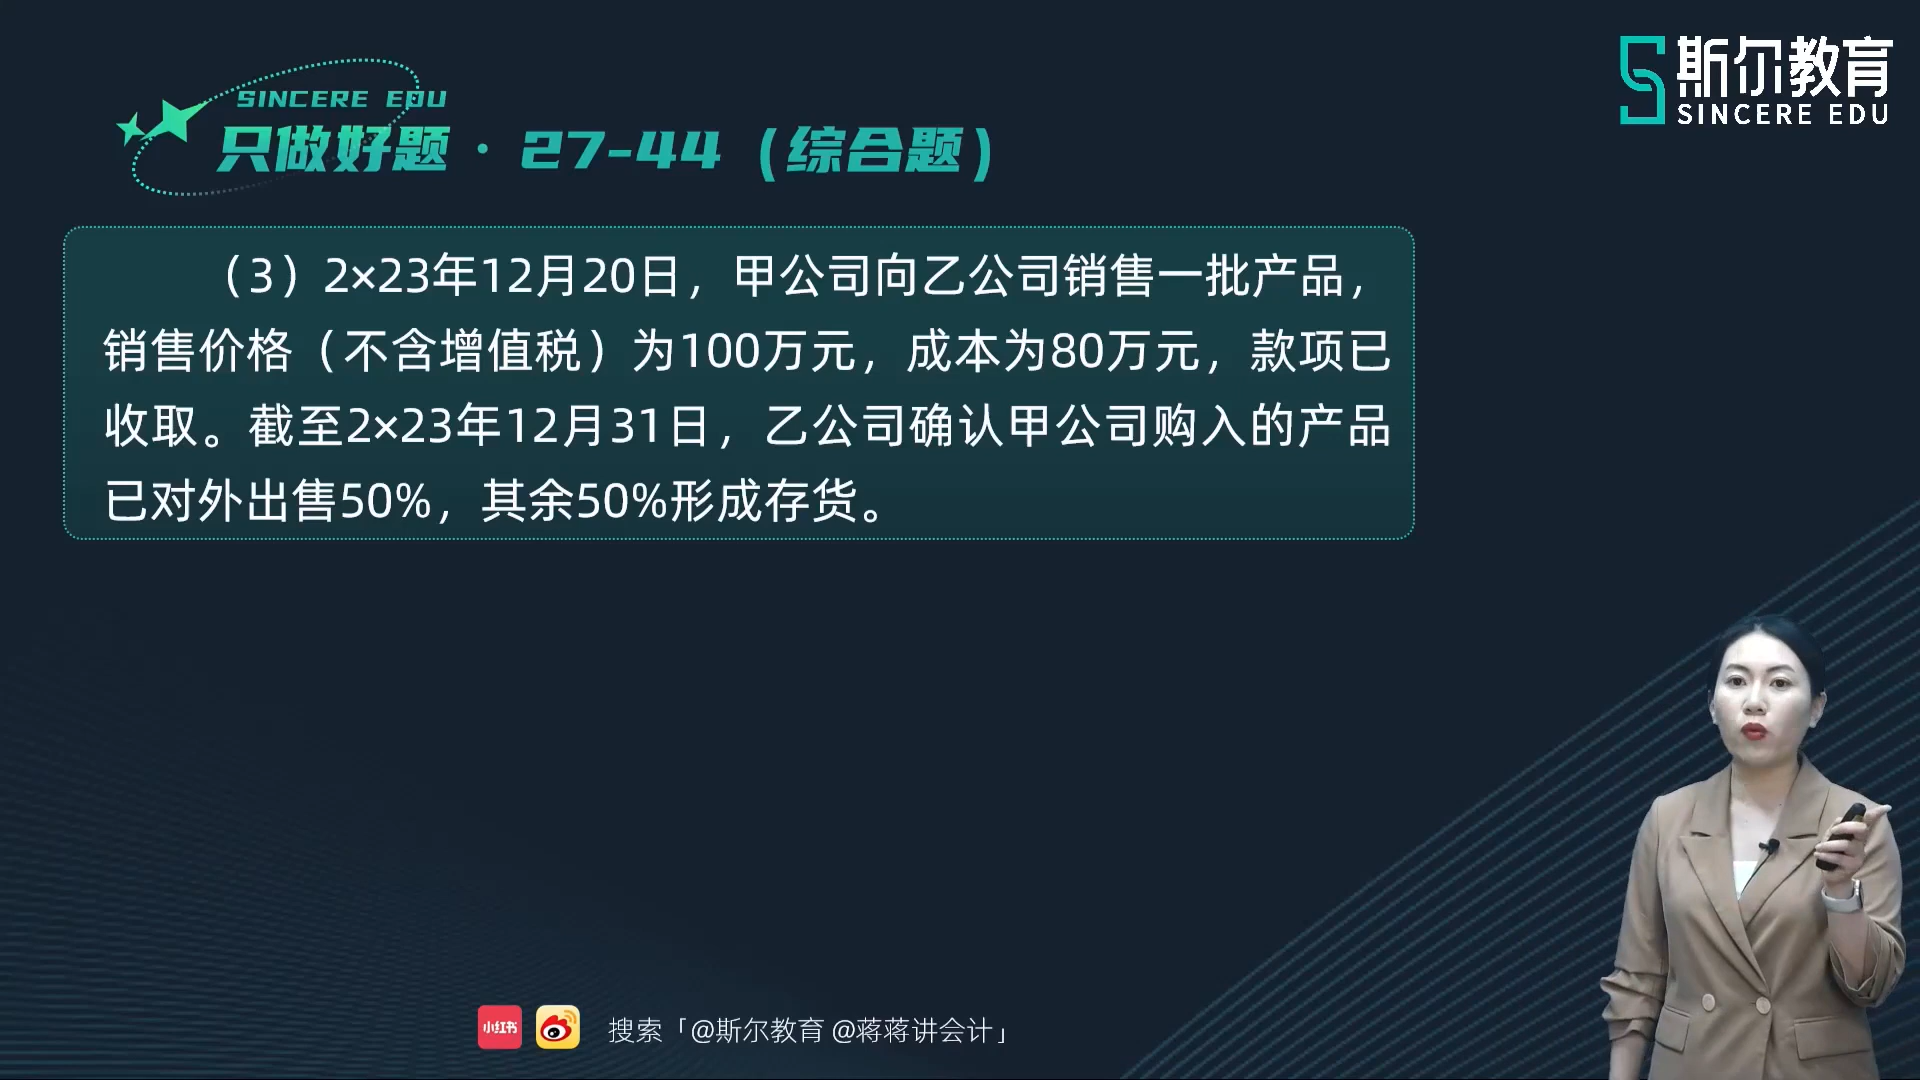 SINCERE EDU
只做好题·27-44（综合题）
斯尔教育
SINCERE EDU
（3）2×23年12月20日，甲公司向乙公司销售一批产品，
销售价格（不含增值税）为100万元，成本为80万元，款项已
收取。截至2×23年12月31日，乙公司确认甲公司购入的产品
已对外出售50%，其余50%形成存货。
小红书
搜索「@斯尔教育 @蒋蒋讲会计」